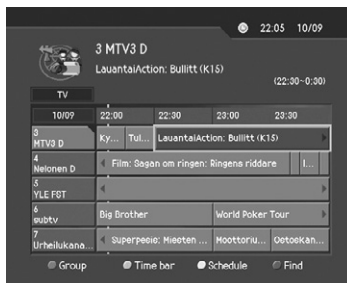 22:05 10/09
3 MTV3 D
LauantaiAction: Bullitt (K15)
(22:30~0:30)
TV
10/09 22:00 22:30 23:00 23:30
3
MTV3 D Ky... Tul... LauantaiAction: Bullitt (K15)
4
Nelonen D Film: Sagan om ringen: Ringens riddare I...
5
YLE FST
6
subtv Big Brother World Poker Tour
7
Urheilukana... Superpesis: Miesten ... Moottoriu... Ostoskan...
Group Time bar Schedule Find